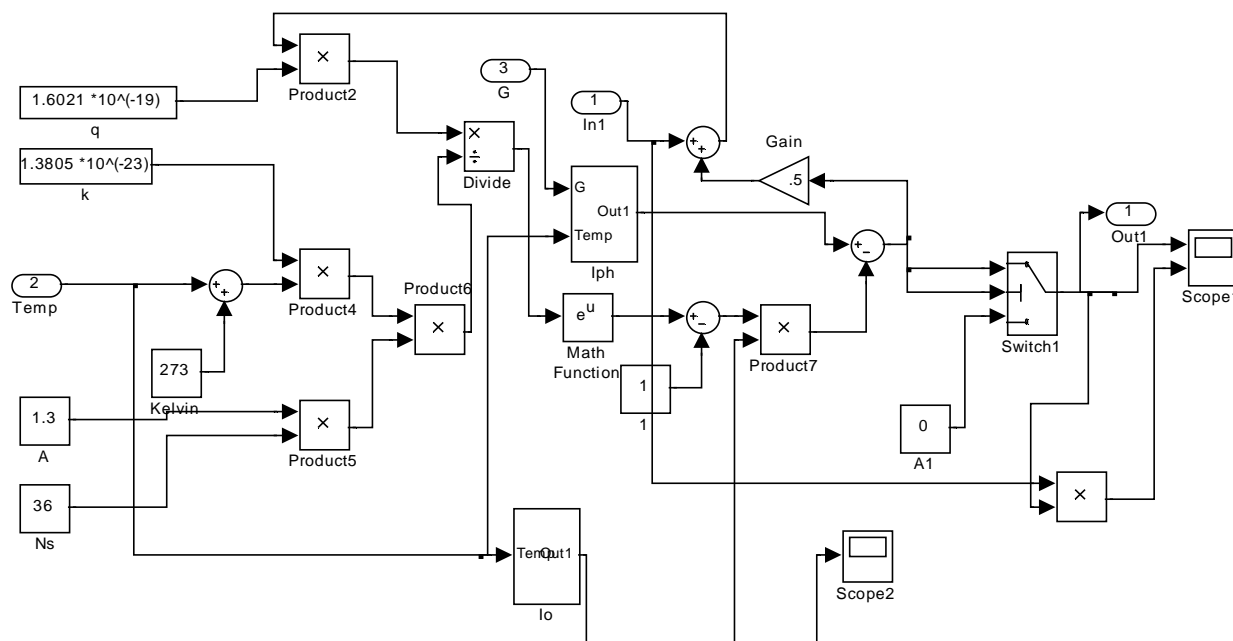 3
G
1
In1
×
Product2
1.6021 *10^(-19)
q
1.3805 *10^(-23)
k
×
÷
Divide
+
+
Gain
.5
G
Temp
Out1
Iph
+
−
1
Out1
Scope1
Switch1
2
Temp
+
+
×
Product4
Product6
×
e^u
Math
Function
+
−
×
Product7
273
Kelvin
1
1
1.3
A
×
Product5
0
A1
×
36
Ns
Temp
Out1
Io
Scope2